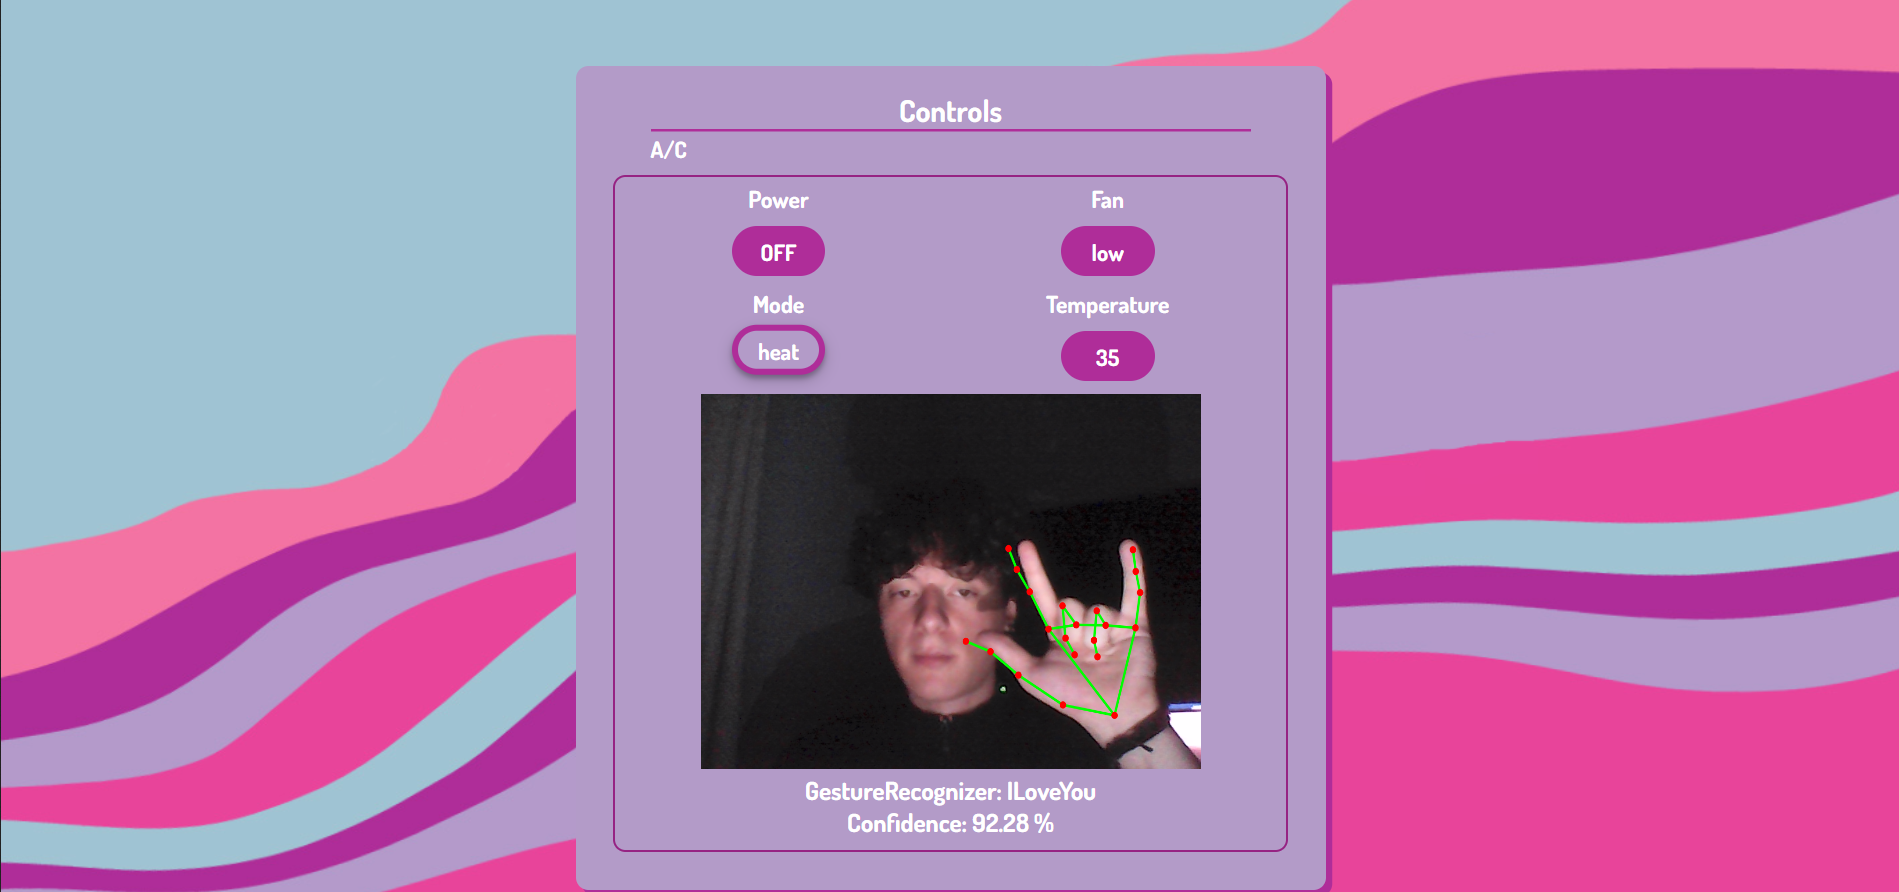 Controls
A/C
Power
Fan
OFF
low
Mode
Temperature
heat
35
GestureRecognizer: ILoveYou
Confidence: 92.28 %